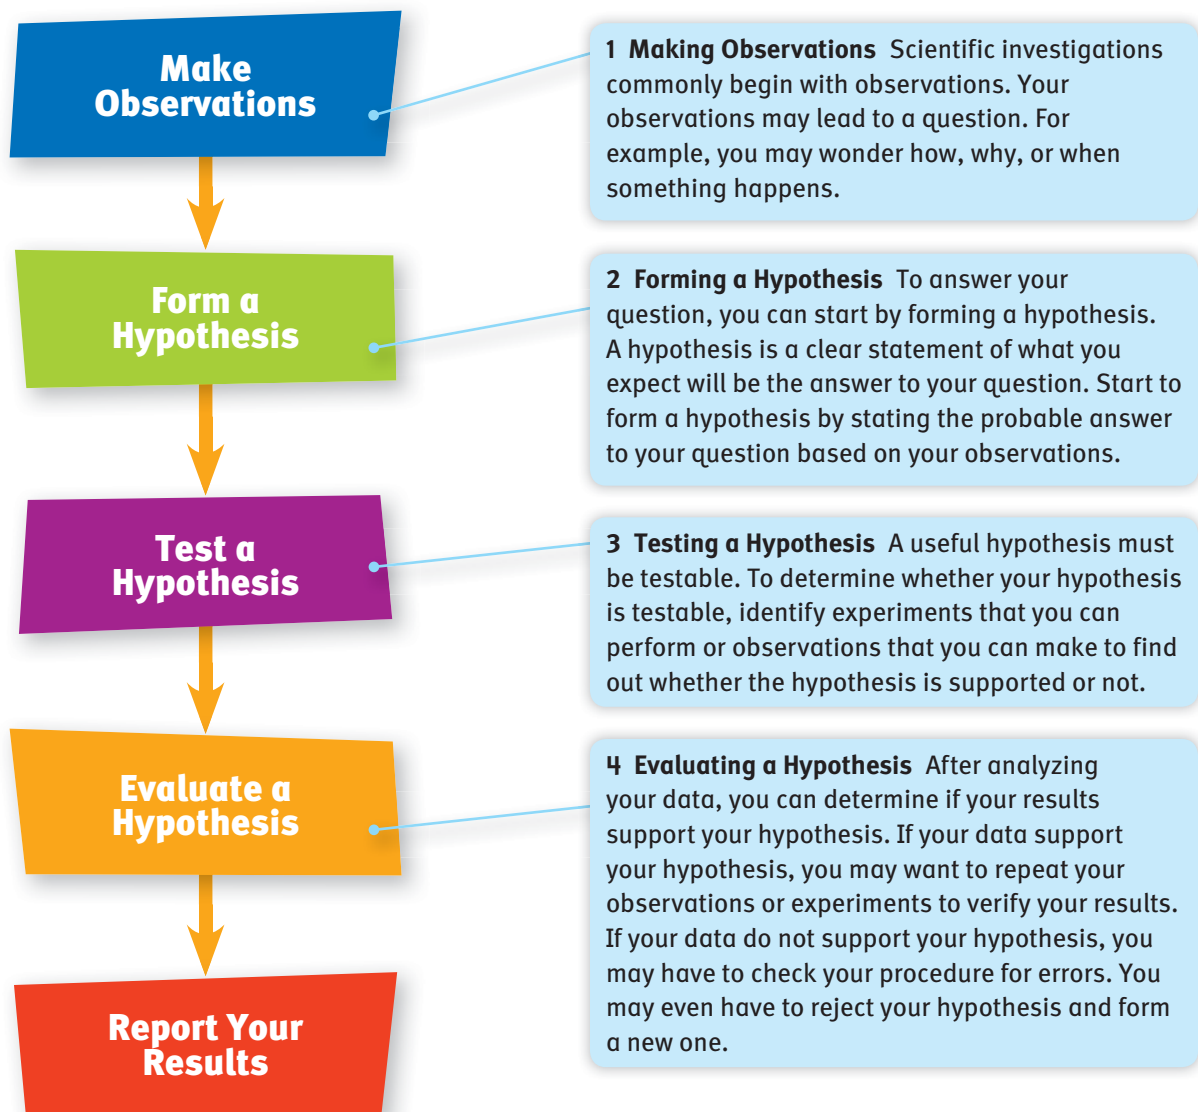 Make
Observations
1 Making Observations Scientific investigations
commonly begin with observations. Your
observations may lead to a question. For
example, you may wonder how, why, or when
something happens.
Form a
Hypothesis
2 Forming a Hypothesis To answer your
question, you can start by forming a hypothesis.
A hypothesis is a clear statement of what you
expect will be the answer to your question. Start to
form a hypothesis by stating the probable answer
to your question based on your observations.
Test a
Hypothesis
3 Testing a Hypothesis A useful hypothesis must
be testable. To determine whether your hypothesis
is testable, identify experiments that you can
perform or observations that you can make to find
out whether the hypothesis is supported or not.
Evaluate a
Hypothesis
4 Evaluating a Hypothesis After analyzing
your data, you can determine if your results
support your hypothesis. If your data support
your hypothesis, you may want to repeat your
observations or experiments to verify your results.
If your data do not support your hypothesis, you
may have to check your procedure for errors. You
may even have to reject your hypothesis and form
a new one.
Report Your
Results